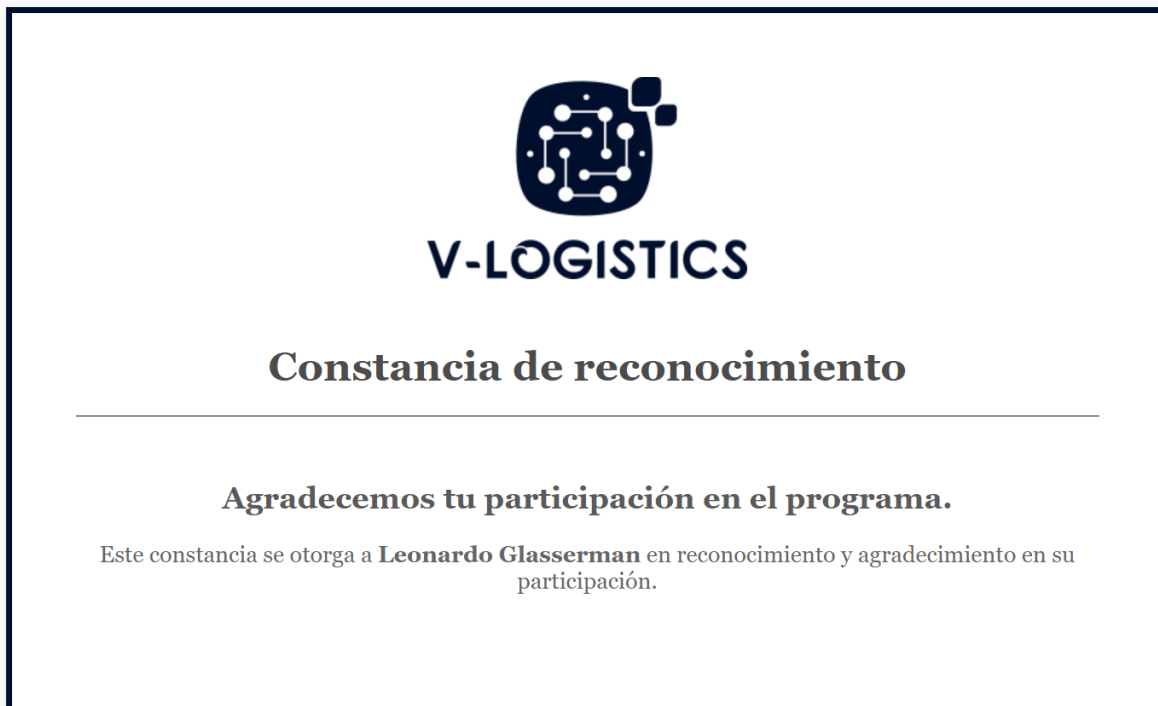 V-LOGISTICS
Constancia de reconocimiento
Agradecemos tu participación en el programa.
Este constancia se otorga a Leonardo Glasserman en reconocimiento y agradecimiento en su
participación.